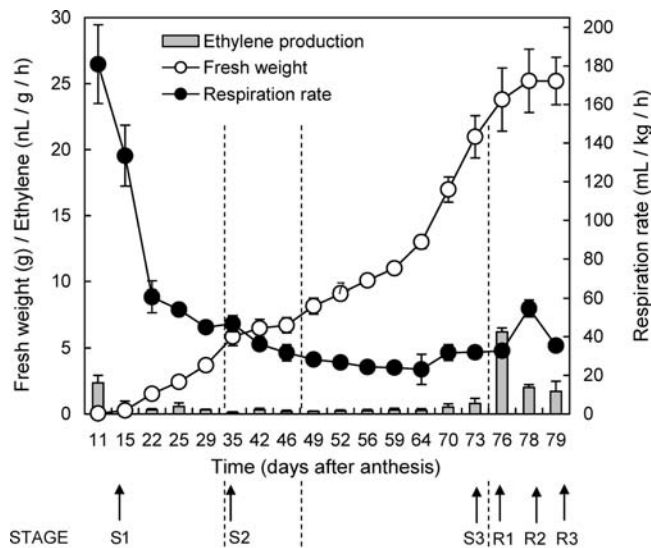 Ethylene production
Fresh weight
Respiration rate
Fresh weight (g) / Ethylene (nL / g / h)
30
25
20
15
10
5
0
Respiration rate (mL / kg / h)
200
180
160
140
120
100
80
60
40
20
0
11 15 22 25 29 35 42 46 49 52 56 59 64 70 73 76 78 79
Time (days after anthesis)
STAGE S1 S2 S3 R1 R2 R3